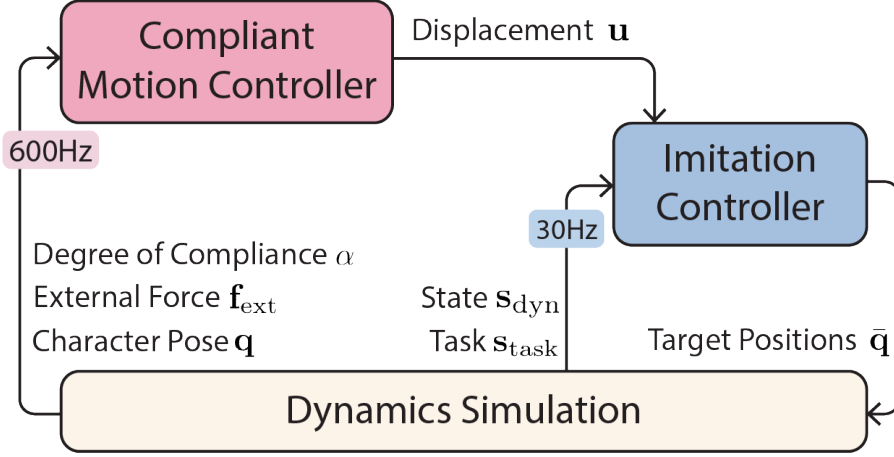 Compliant
Motion Controller
Displacement u
600Hz
Imitation
Controller
30Hz
Degree of Compliance α
External Force f_ext
Character Pose q
State s_dyn
Task s_task
Target Positions q̄
Dynamics Simulation